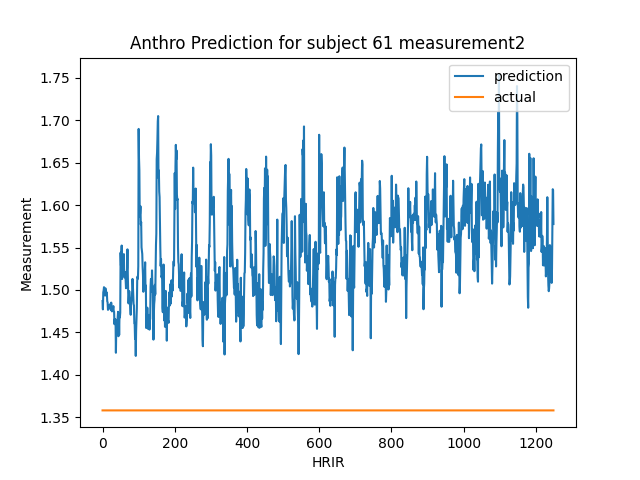 Anthro Prediction for subject 61 measurement2
prediction
actual
1.75
1.70
1.65
1.60
1.55
1.50
1.45
1.40
1.35
Measurement
0 200 400 600 800 1000 1200
HRIR